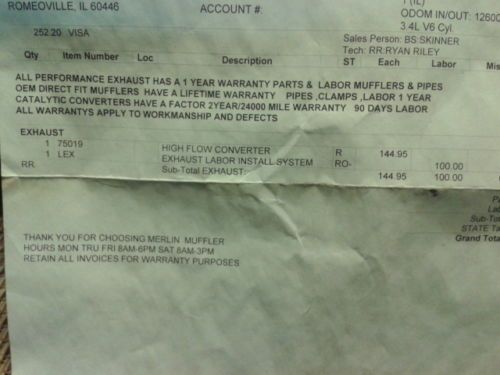 ROMEOVILLE, IL 60446
ACCOUNT #:
(IL)
ODOM IN/OUT: 12600
3.4L V6 Cyl.
252.20 VISA
Sales Person: BS:SKINNER
Tech: RR:RYAN RILEY
Qty Item Number Loc Description ST Each Labor Mis
ALL PERFORMANCE EXHAUST HAS A 1 YEAR WARRANTY PARTS & LABOR MUFFLERS & PIPES
OEM DIRECT FIT MUFFLERS HAVE A LIFETIME WARRANTY PIPES ,CLAMPS ,LABOR 1 YEAR
CATALYTIC CONVERTERS HAVE A FACTOR 2YEAR/24000 MILE WARRANTY 90 DAYS LABOR
ALL WARRANTYS APPLY TO WORKMANSHIP AND DEFECTS
EXHAUST
1 75019 HIGH FLOW CONVERTER R 144.95
1 LEX EXHAUST LABOR INSTALL SYSTEM RO- 100.00
RR Sub-Total EXHAUST: 144.95 100.00
Sub-Tot
STATE Ta
Grand Tota
THANK YOU FOR CHOOSING MERLIN MUFFLER
HOURS MON TRU FRI 8AM-6PM SAT 8AM-3PM
RETAIN ALL INVOICES FOR WARRANTY PURPOSES